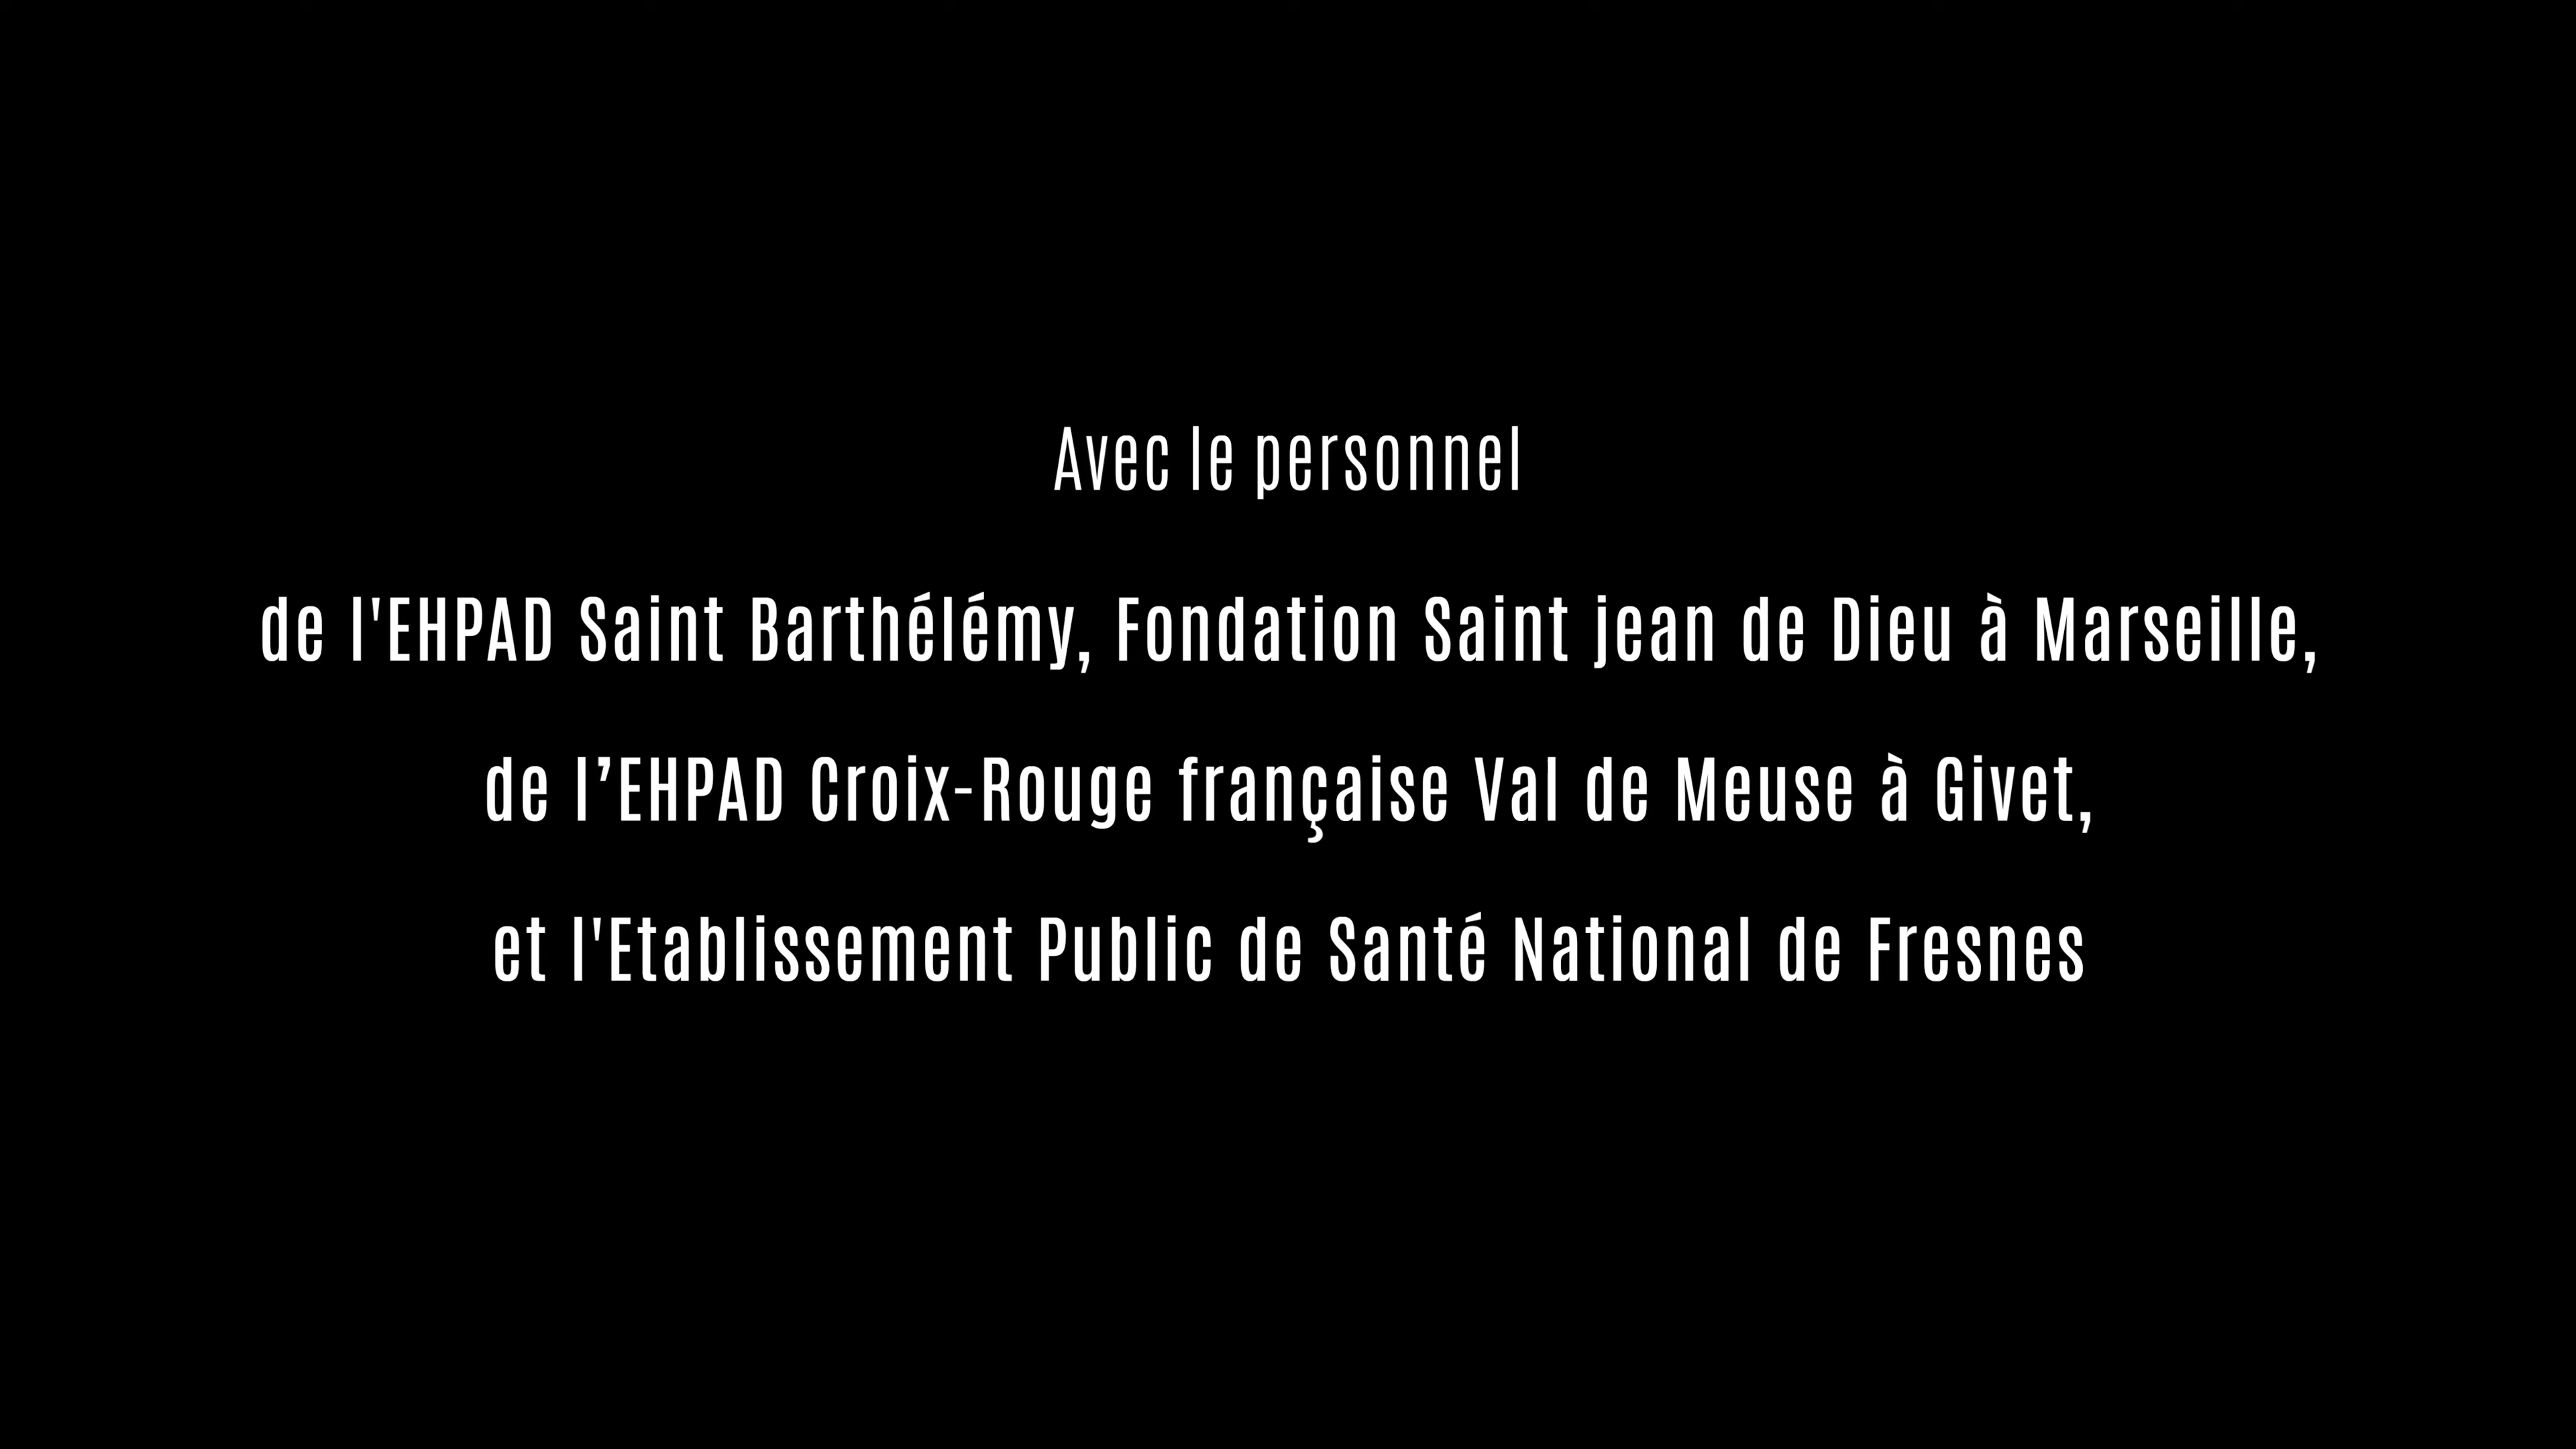 Avec le personnel
de l'EHPAD Saint Barthélémy, Fondation Saint jean de Dieu à Marseille,
de l’EHPAD Croix-Rouge française Val de Meuse à Givet,
et l'Etablissement Public de Santé National de Fresnes